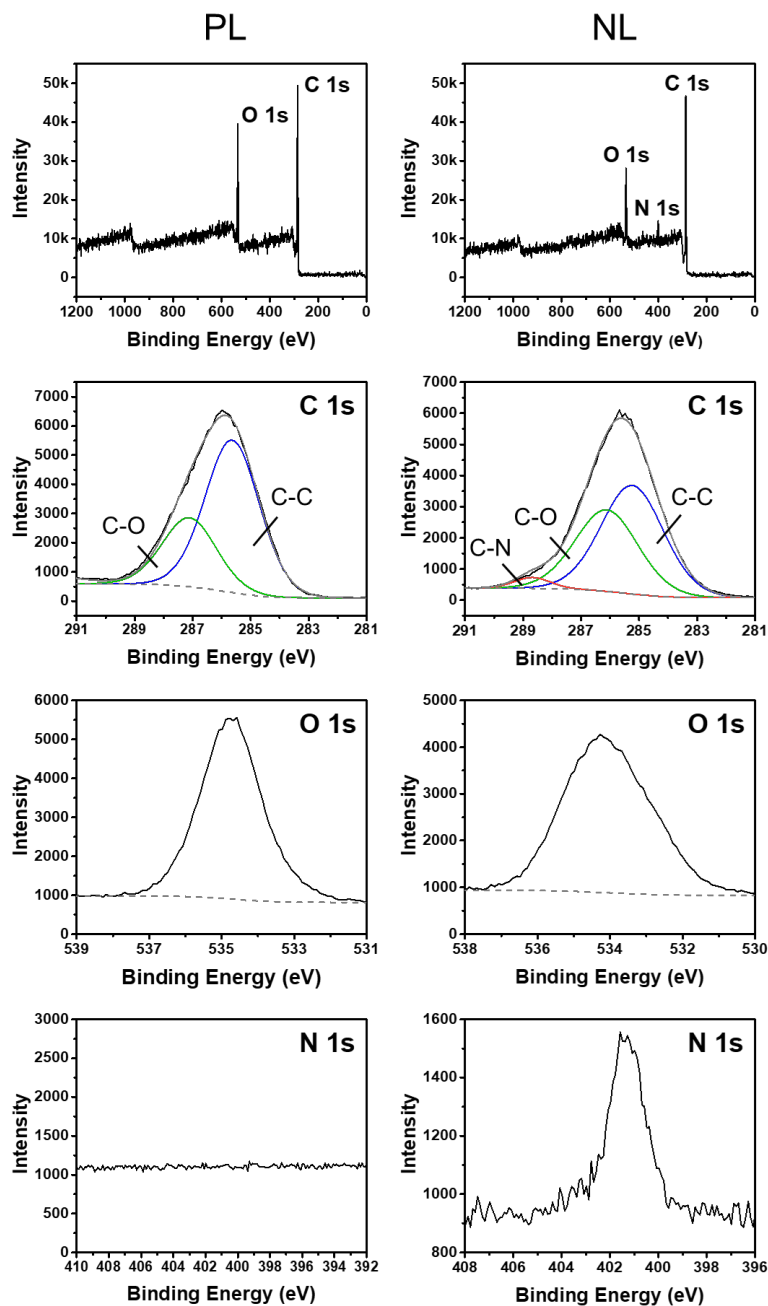 PL
NL
50k
40k
30k
20k
10k
0
Intensity
O 1s
C 1s
1200 1000 800 600 400 200 0
Binding Energy (eV)
50k
40k
30k
20k
10k
0
Intensity
C 1s
O 1s
N 1s
1200 1000 800 600 400 200 0
Binding Energy (eV)
7000
6000
5000
4000
3000
2000
1000
0
Intensity
C 1s
C-O
C-C
291 289 287 285 283 281
Binding Energy (eV)
7000
6000
5000
4000
3000
2000
1000
0
Intensity
C 1s
C-N
C-O
C-C
291 289 287 285 283 281
Binding Energy (eV)
6000
5000
4000
3000
2000
1000
0
Intensity
O 1s
539 537 535 533 531
Binding Energy (eV)
5000
4000
3000
2000
1000
0
Intensity
O 1s
538 536 534 532 530
Binding Energy (eV)
3000
2500
2000
1500
1000
500
0
Intensity
N 1s
410 408 406 404 402 400 398 396 394 392
Binding Energy (eV)
1600
1400
1200
1000
800
Intensity
N 1s
408 406 404 402 400 398 396
Binding Energy (eV)